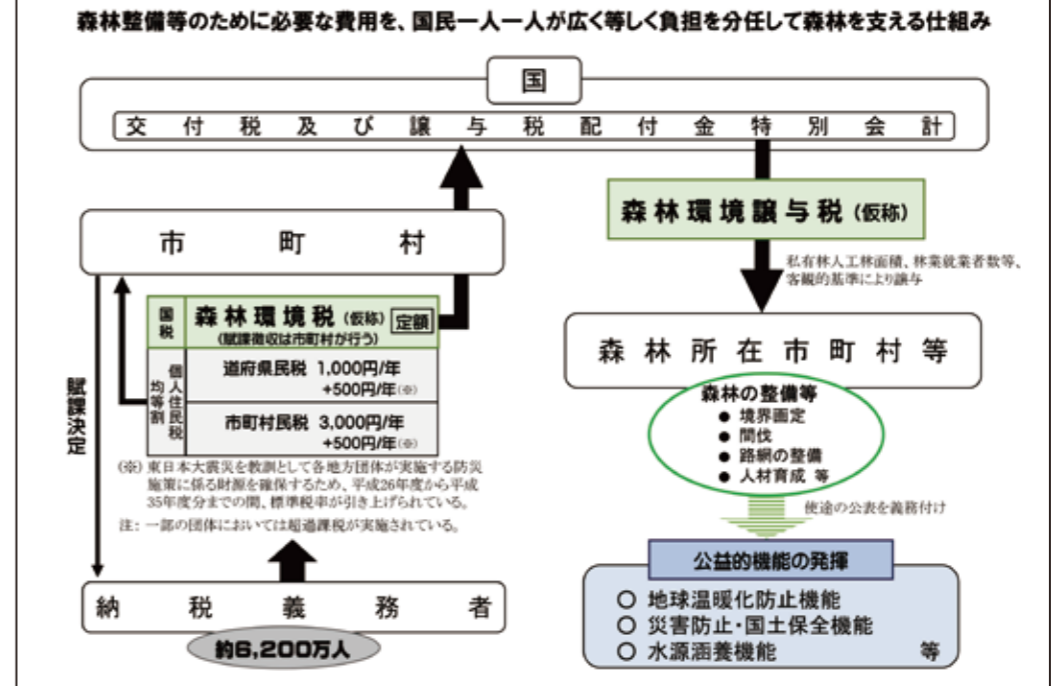 森林整備等のために必要な費用を、国民一人一人が広く等しく負担を分任して森林を支える仕組み
国
交付税及び譲与税配付金特別会計
市町村
国税
森林環境税(仮称) 定額
(賦課徴収は市町村が行う)
個人住民税
均等割
道府県民税 1,000円/年
+500円/年(※)
市町村民税 3,000円/年
+500円/年(※)
賦課決定
(※) 東日本大震災を教訓として各地方団体が実施する防災
施策に係る財源を確保するため、平成26年度から平成
35年度分までの間、標準税率が引き上げられている。
注: 一部の団体においては超過課税が実施されている。
納税義務者
約6,200万人
森林環境譲与税(仮称)
私有林人工林面積、林業就業者数等、
客観的基準により譲与
森林所在市町村等
森林の整備等
● 境界画定
● 間伐
● 路網の整備
● 人材育成 等
使途の公表を義務付け
公益的機能の発揮
○ 地球温暖化防止機能
○ 災害防止・国土保全機能
○ 水源涵養機能 等